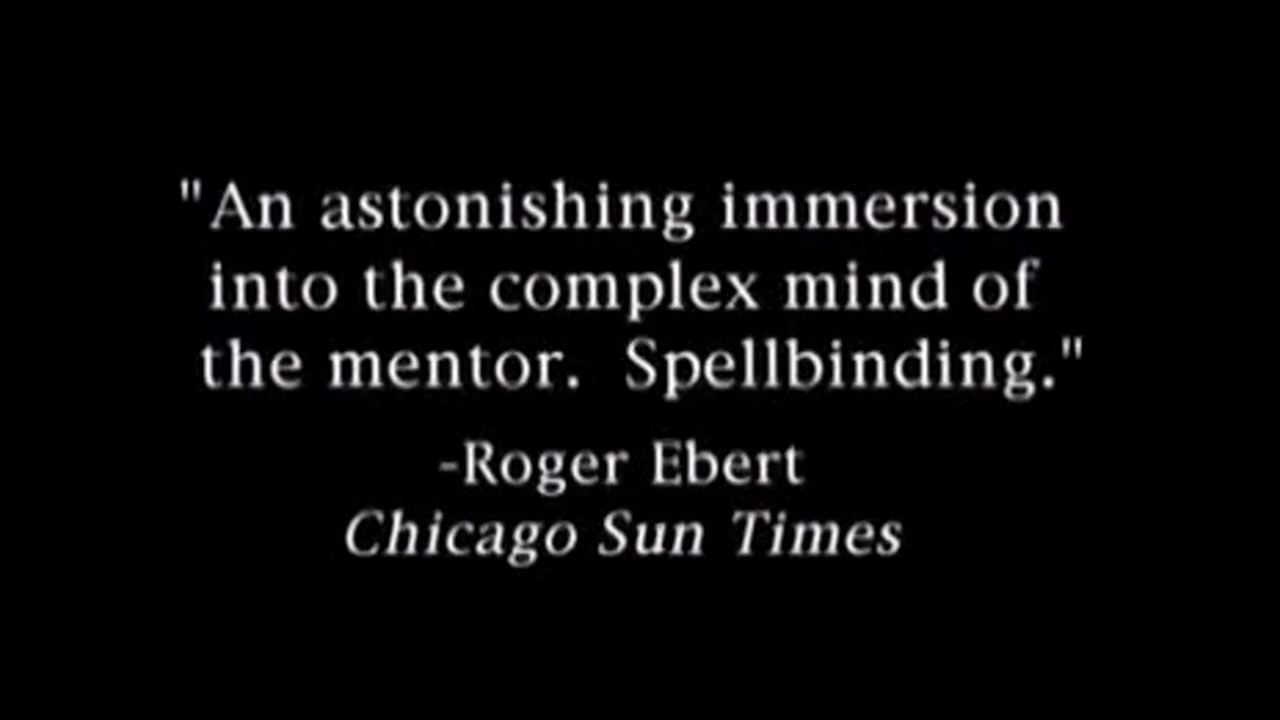 "An astonishing immersion
into the complex mind of
the mentor.  Spellbinding."
-Roger Ebert
Chicago Sun Times